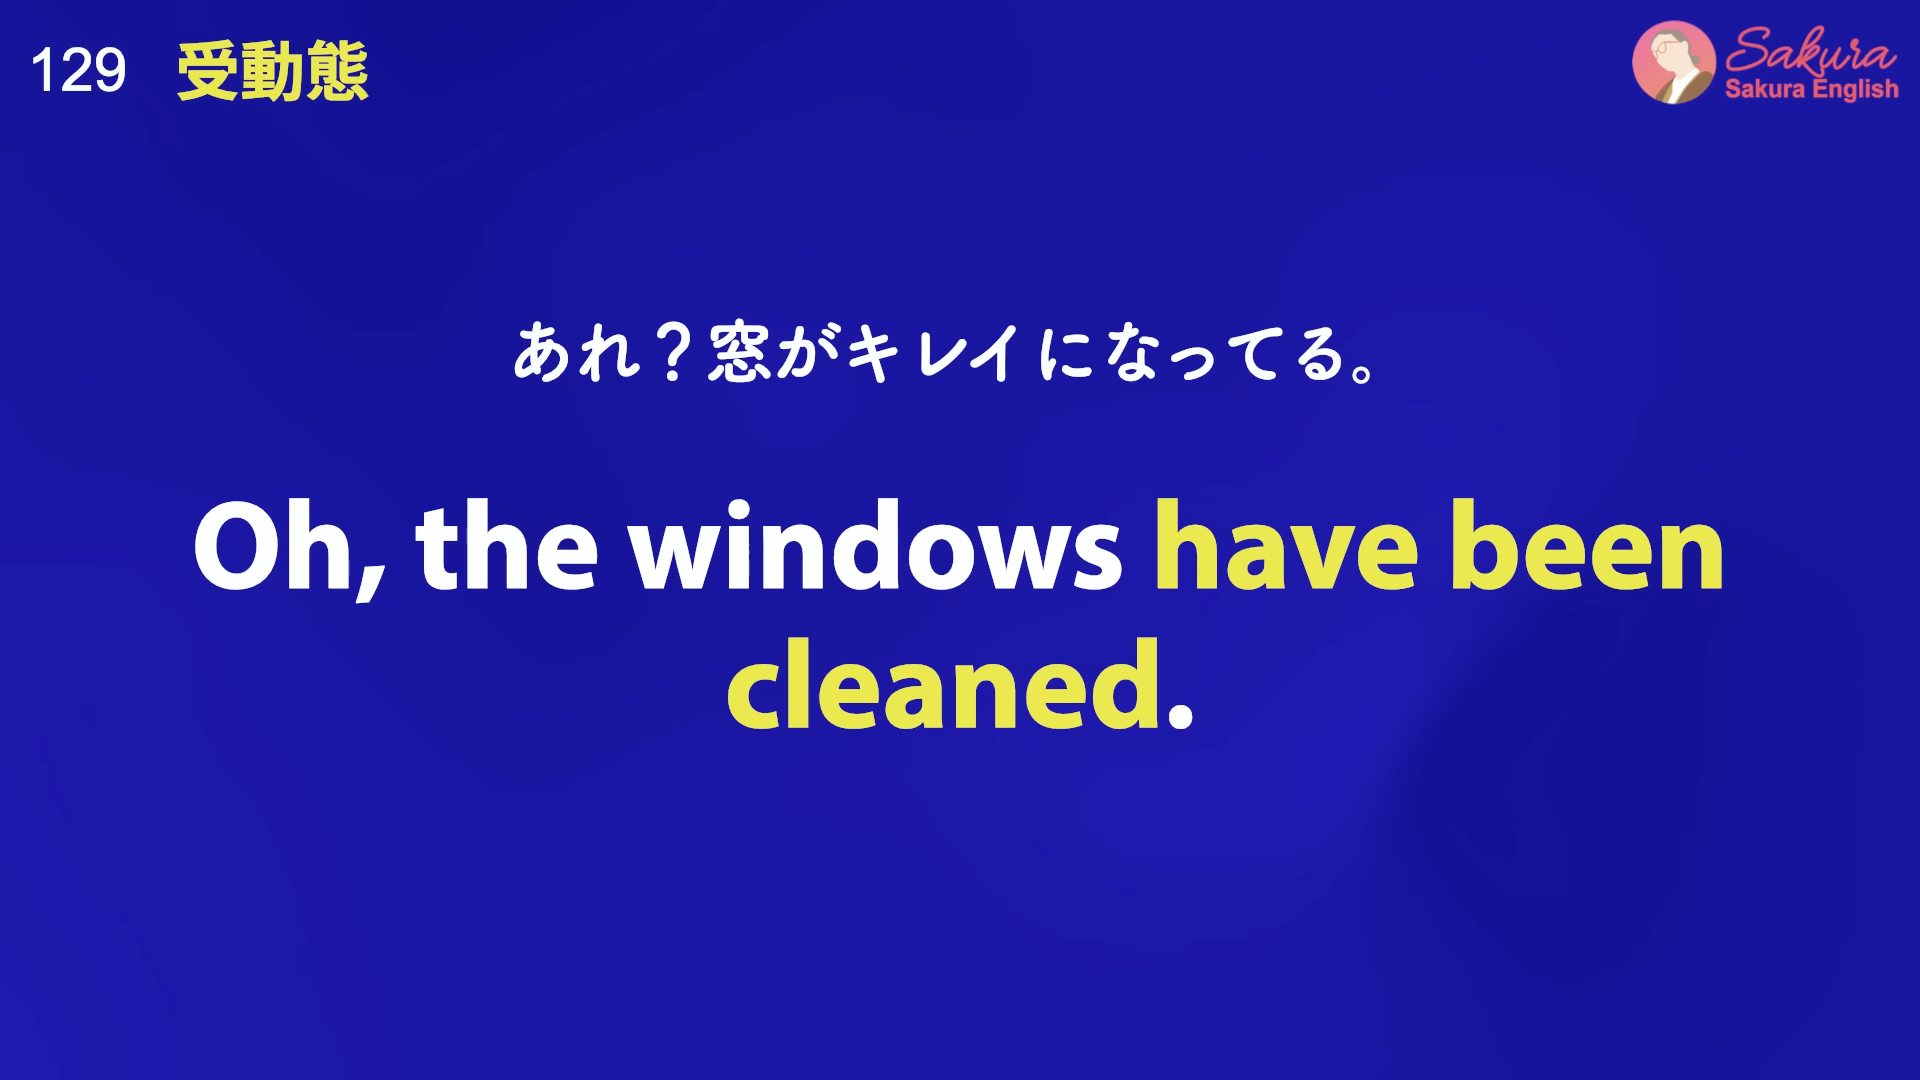 129 受動態
Sakura
Sakura English
あれ？窓がキレイになってる。
Oh, the windows have been
cleaned.